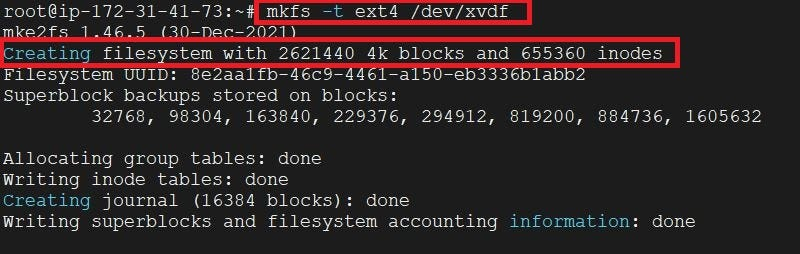 root@ip-172-31-41-73:~# mkfs -t ext4 /dev/xvdf
mke2fs 1.46.5 (30-Dec-2021)
Creating filesystem with 2621440 4k blocks and 655360 inodes
Filesystem UUID: 8e2aa1fb-46c9-4461-a150-eb3336b1abb2
Superblock backups stored on blocks:
32768, 98304, 163840, 229376, 294912, 819200, 884736, 1605632
Allocating group tables: done
Writing inode tables: done
Creating journal (16384 blocks): done
Writing superblocks and filesystem accounting information: done